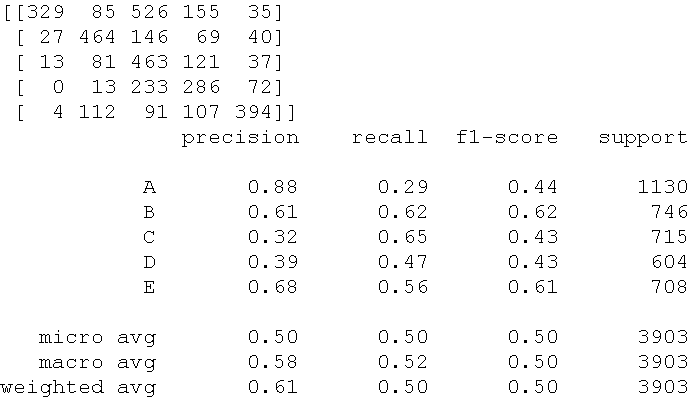 [[329 85 526 155 35]
[ 27 464 146 69 40]
[ 13 81 463 121 37]
[ 0 13 233 286 72]
[ 4 112 91 107 394]]
precision recall f1-score support
A 0.88 0.29 0.44 1130
B 0.61 0.62 0.62 746
C 0.32 0.65 0.43 715
D 0.39 0.47 0.43 604
E 0.68 0.56 0.61 708
micro avg 0.50 0.50 0.50 3903
macro avg 0.58 0.52 0.50 3903
weighted avg 0.61 0.50 0.50 3903